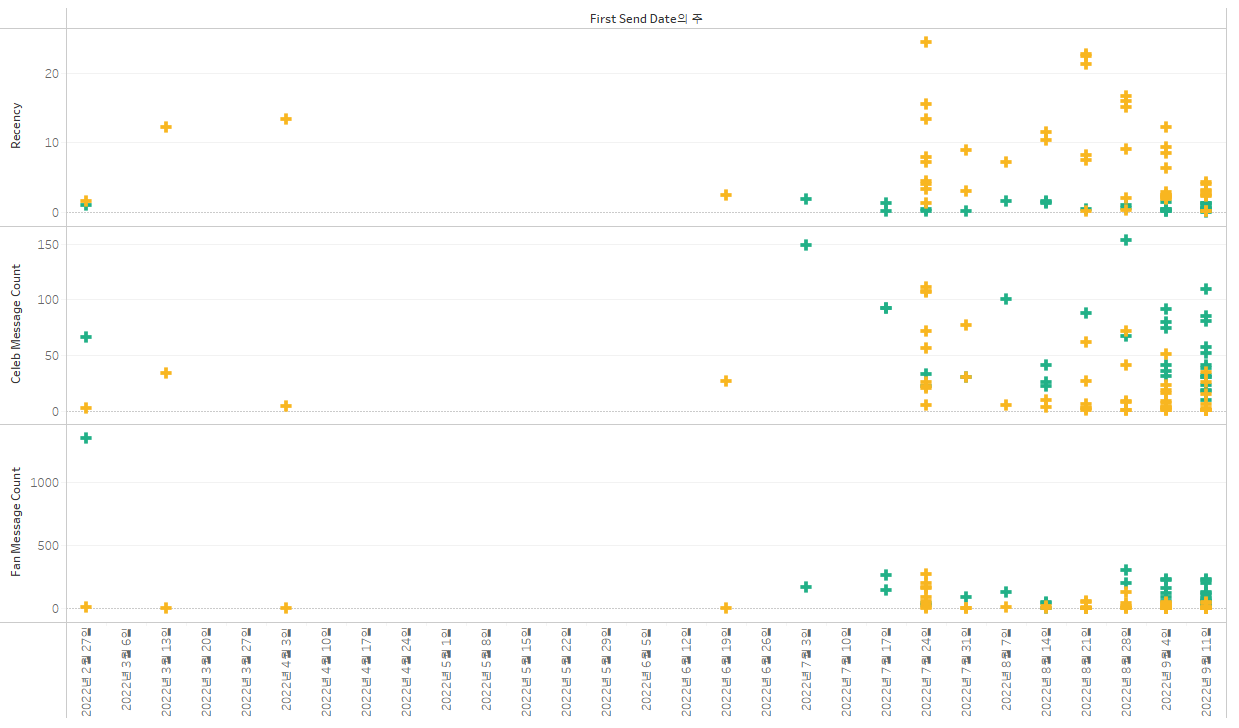 First Send Date의 주
Recency
20
10
0
Celeb Message Count
150
100
50
0
Fan Message Count
1000
500
0
2022년 2월 27일
2022년 3월 6일
2022년 3월 13일
2022년 3월 20일
2022년 3월 27일
2022년 4월 3일
2022년 4월 10일
2022년 4월 17일
2022년 4월 24일
2022년 5월 1일
2022년 5월 8일
2022년 5월 15일
2022년 5월 22일
2022년 5월 29일
2022년 6월 5일
2022년 6월 12일
2022년 6월 19일
2022년 6월 26일
2022년 7월 3일
2022년 7월 10일
2022년 7월 17일
2022년 7월 24일
2022년 7월 31일
2022년 8월 7일
2022년 8월 14일
2022년 8월 21일
2022년 8월 28일
2022년 9월 4일
2022년 9월 11일